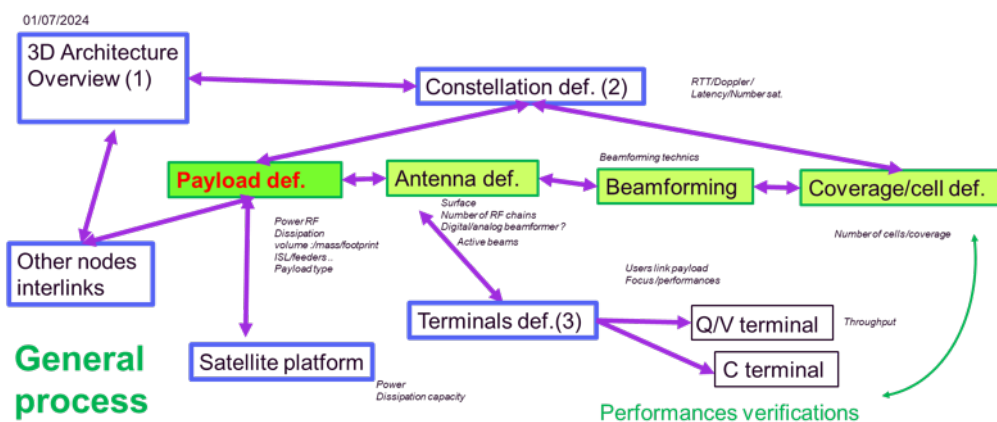 01/07/2024
3D Architecture
Overview (1)
Constellation def. (2)
RTT/Doppler/
Latency/Number sat.
Payload def.
Antenna def.
Beamforming technics
Beamforming
Coverage/cell def.
Power RF
Dissipation
volume :/mass/footprint
ISL/feeders..
Payload type
Surface
Number of RF chains
Digital/analog beamformer ?
Active beams
Number of cells/coverage
Other nodes
interlinks
Users link payload
Focus/performances
Terminals def.(3)
Q/V terminal
Throughput
C terminal
Satellite platform
Power
Dissipation capacity
General
process
Performances verifications